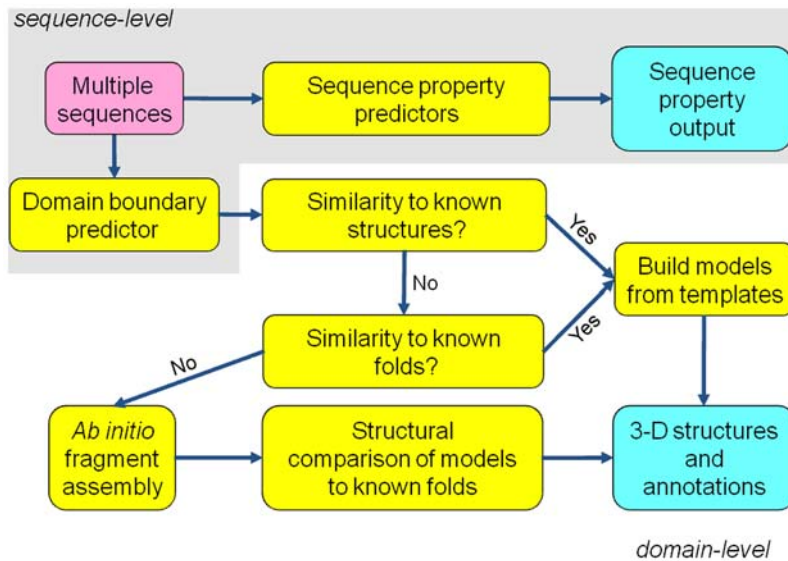 sequence-level
Multiple
sequences
Sequence property
predictors
Sequence
property
output
Domain boundary
predictor
Similarity to known
structures?
Yes
Build models
from templates
No
Similarity to known
folds?
Yes
No
Ab initio
fragment
assembly
Structural
comparison of models
to known folds
3-D structures
and
annotations
domain-level